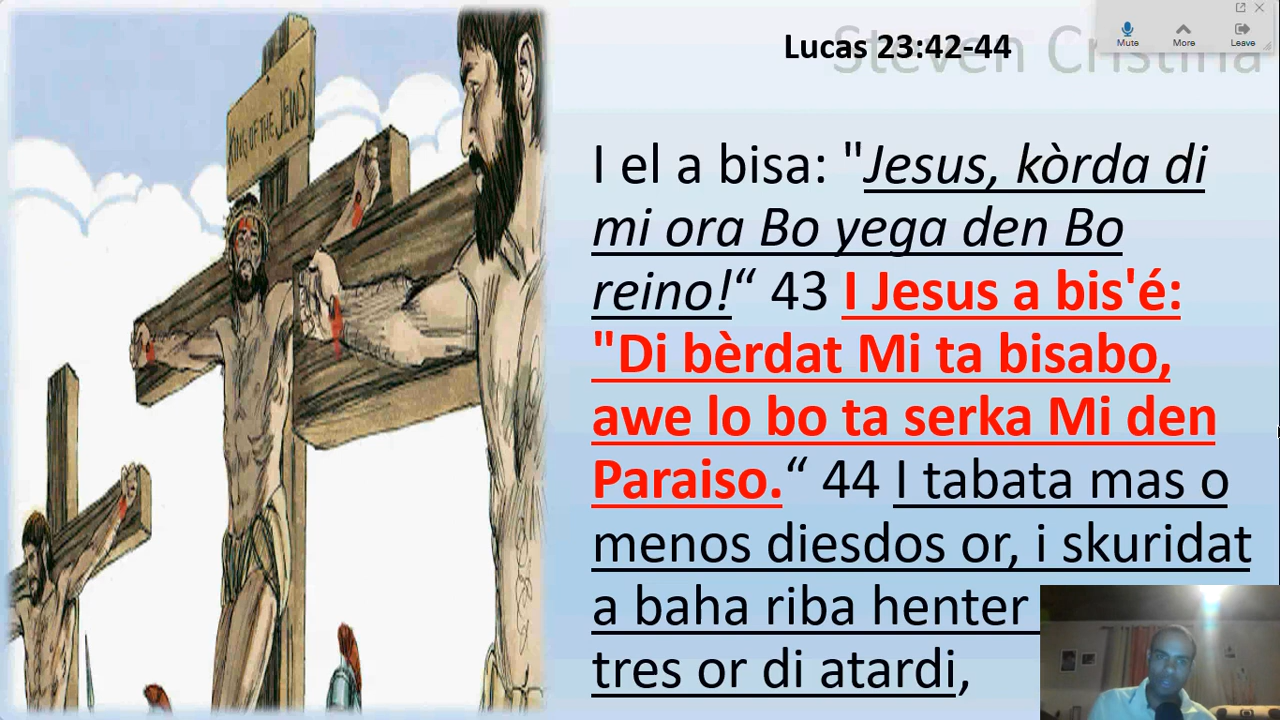 Steven Cristina
Mute
More
Leave
Lucas 23:42-44
KING OF THE JEWS
I el a bisa: "Jesus, kòrda di
mi ora Bo yega den Bo
reino!“ 43 I Jesus a bis'é:
"Di bèrdat Mi ta bisabo,
awe lo bo ta serka Mi den
Paraiso.“ 44 I tabata mas o
menos diesdos or, i skuridat
a baha riba henter
tres or di atardi,